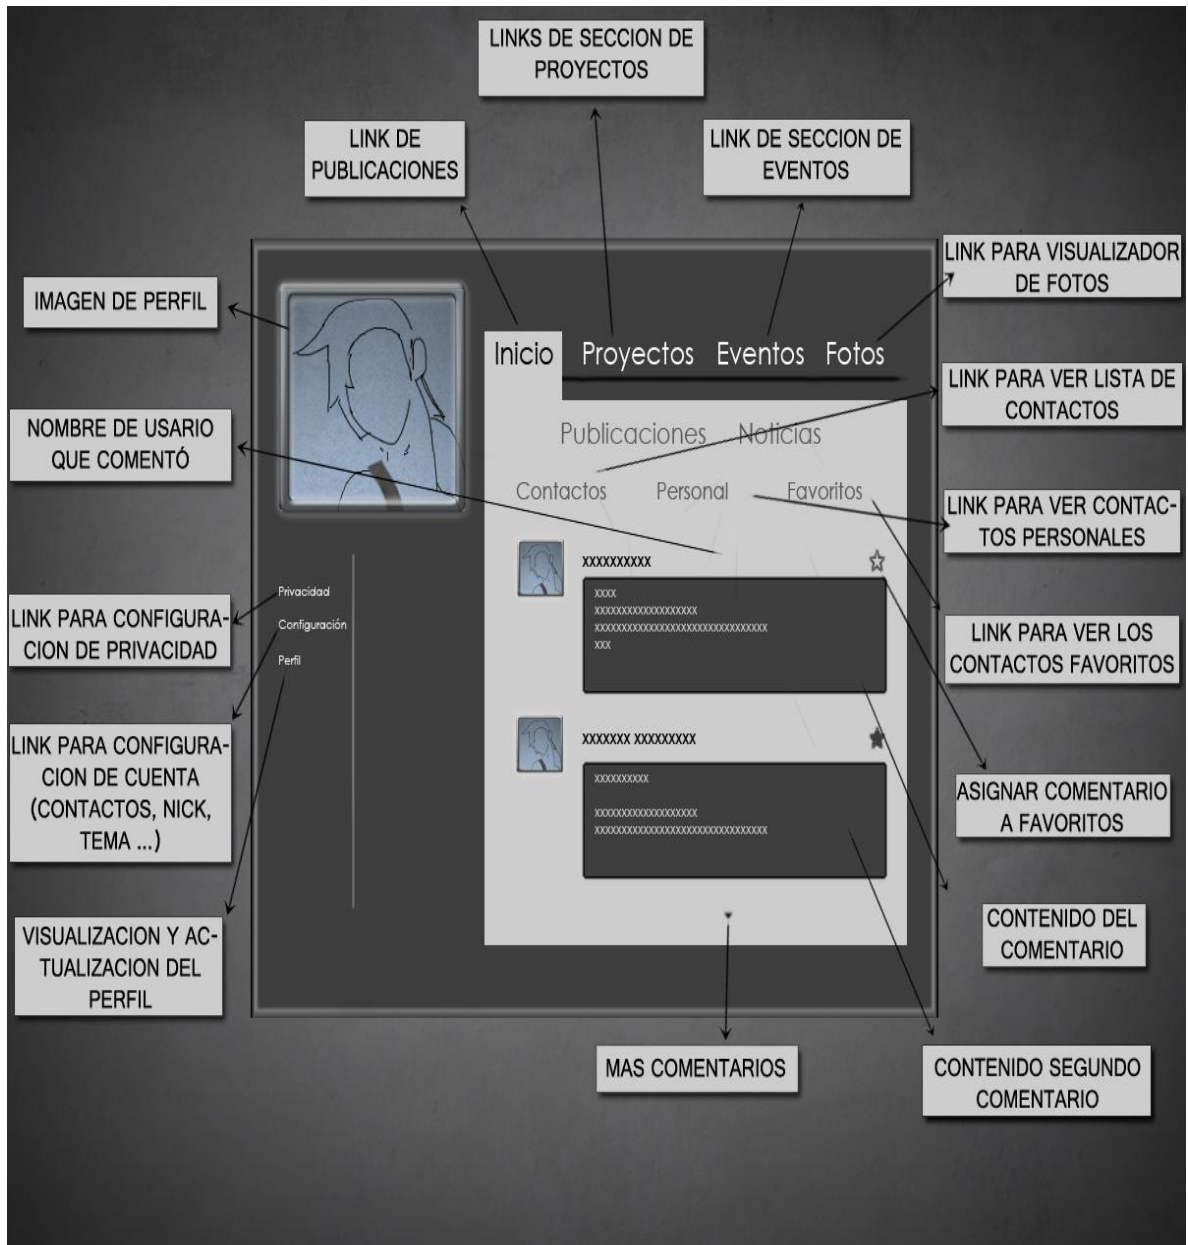 LINKS DE SECCION DE
PROYECTOS
LINK DE
PUBLICACIONES
LINK DE SECCION DE
EVENTOS
LINK PARA VISUALIZADOR
DE FOTOS
IMAGEN DE PERFIL
Inicio Proyectos Eventos Fotos
LINK PARA VER LISTA DE
CONTACTOS
NOMBRE DE USARIO
QUE COMENTÓ
Publicaciones Noticias
Contactos Personal Favoritos
LINK PARA VER CONTAC-
TOS PERSONALES
xxxxxxxxxx
xxxx
xxxxxxxxxxxxxxxxxxx
xxxxxxxxxxxxxxxxxxxxxxxxxxxxxxxx
xxx
Privacidad
Configuración
Perfil
LINK PARA CONFIGURA-
CION DE PRIVACIDAD
LINK PARA VER LOS
CONTACTOS FAVORITOS
LINK PARA CONFIGURA-
CION DE CUENTA
(CONTACTOS, NICK,
TEMA ...)
xxxxxxx xxxxxxxxx
xxxxxxxxxx
xxxxxxxxxxxxxxxxxxx
xxxxxxxxxxxxxxxxxxxxxxxxxxxxxxxx
ASIGNAR COMENTARIO
A FAVORITOS
VISUALIZACION Y AC-
TUALIZACION DEL
PERFIL
CONTENIDO DEL
COMENTARIO
MAS COMENTARIOS
CONTENIDO SEGUNDO
COMENTARIO